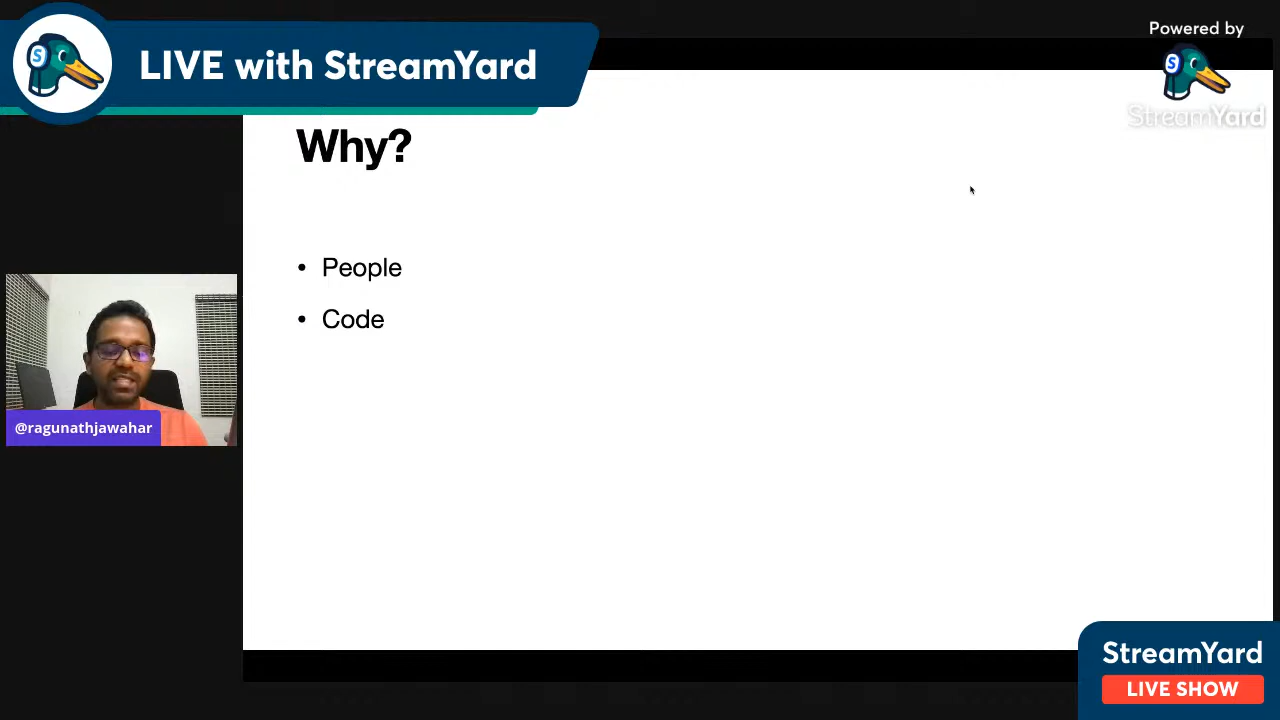 LIVE with StreamYard
Powered by
S
StreamYard
Why?
• People
• Code
@ragunathjawahar
StreamYard
LIVE SHOW